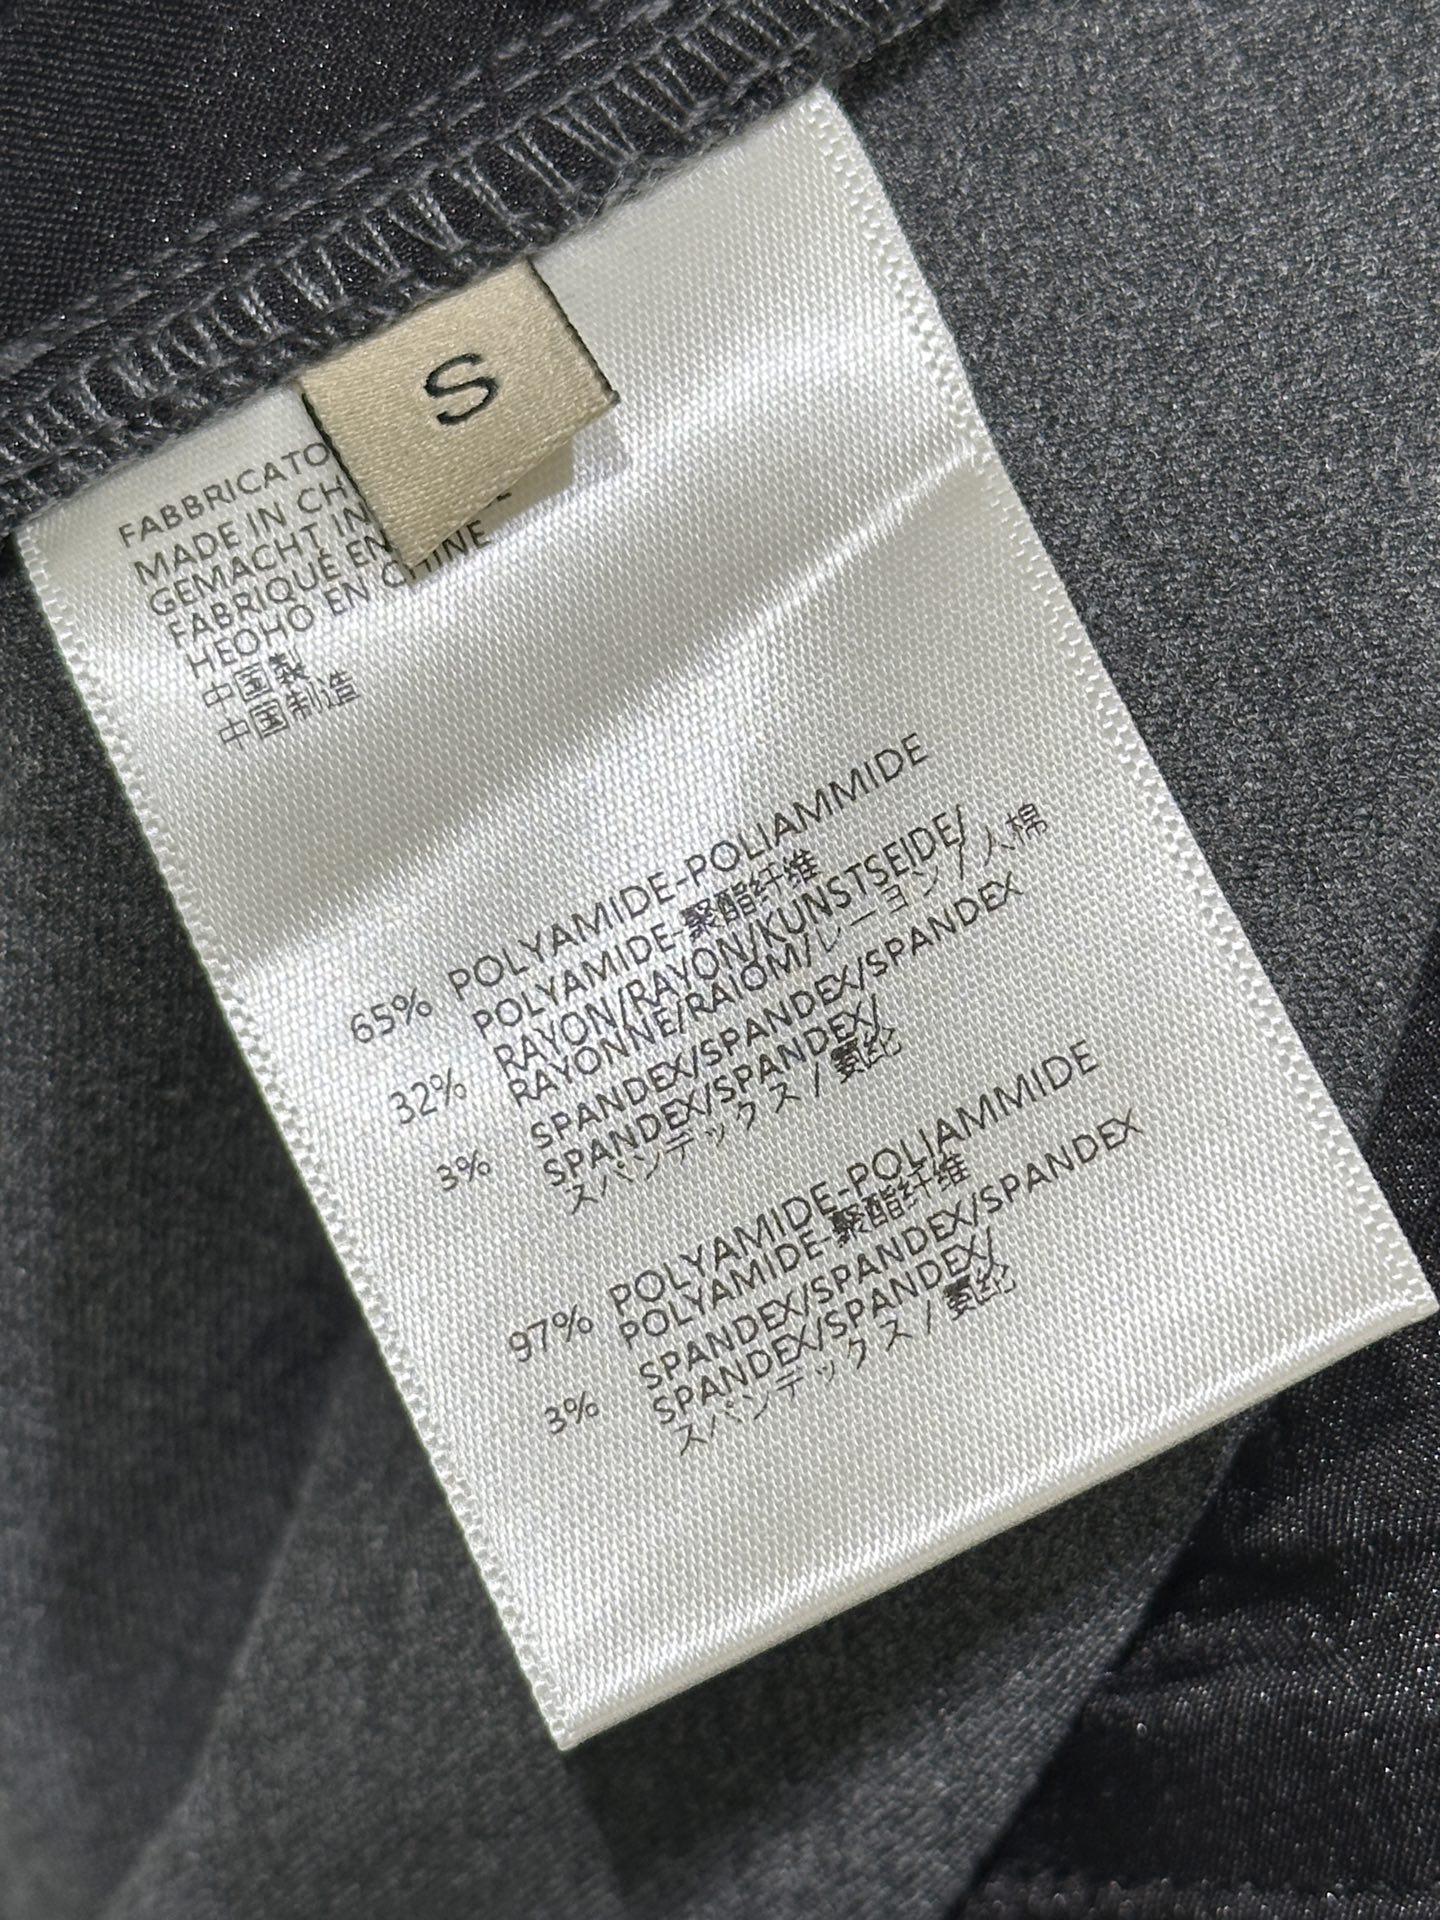 S
FABBRICATO
MADE IN CH
GEMACHT IN
FABRIQUÉ EN
HEOHO EN CHINE
中国製
中国制造
65% POLYAMIDE-POLIAMMIDE
POLYAMIDE-聚酯纤维
32% RAYON/RAYON/KUNSTSEIDE/
RAYONNE/RAIOM/レーヨン/人棉
3% SPANDEX/SPANDEX/SPANDEX
SPANDEX/SPANDEX/
スパンテックス/氨纶
97% POLYAMIDE-POLIAMMIDE
POLYAMIDE-聚酯纤维
3% SPANDEX/SPANDEX/SPANDEX
SPANDEX/SPANDEX/
スパンテックス/氨纶